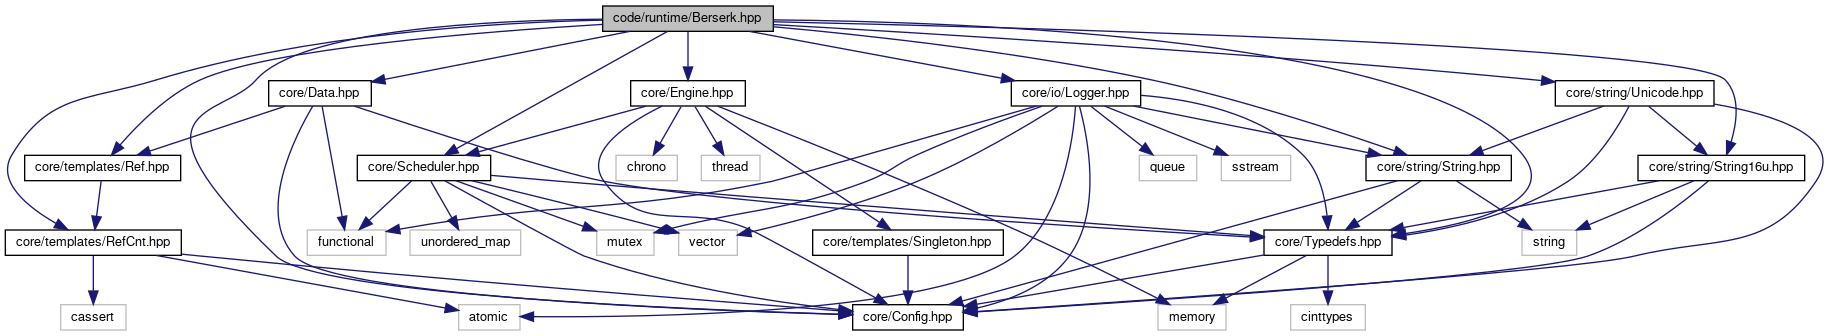 code/runtime/Berserk.hpp
core/Data.hpp
core/Engine.hpp
core/io/Logger.hpp
core/string/Unicode.hpp
core/templates/Ref.hpp
core/Scheduler.hpp
chrono
thread
queue
sstream
core/string/String.hpp
core/string/String16u.hpp
core/templates/RefCnt.hpp
functional
unordered_map
mutex
vector
core/templates/Singleton.hpp
core/Typedefs.hpp
string
cassert
atomic
core/Config.hpp
memory
cinttypes